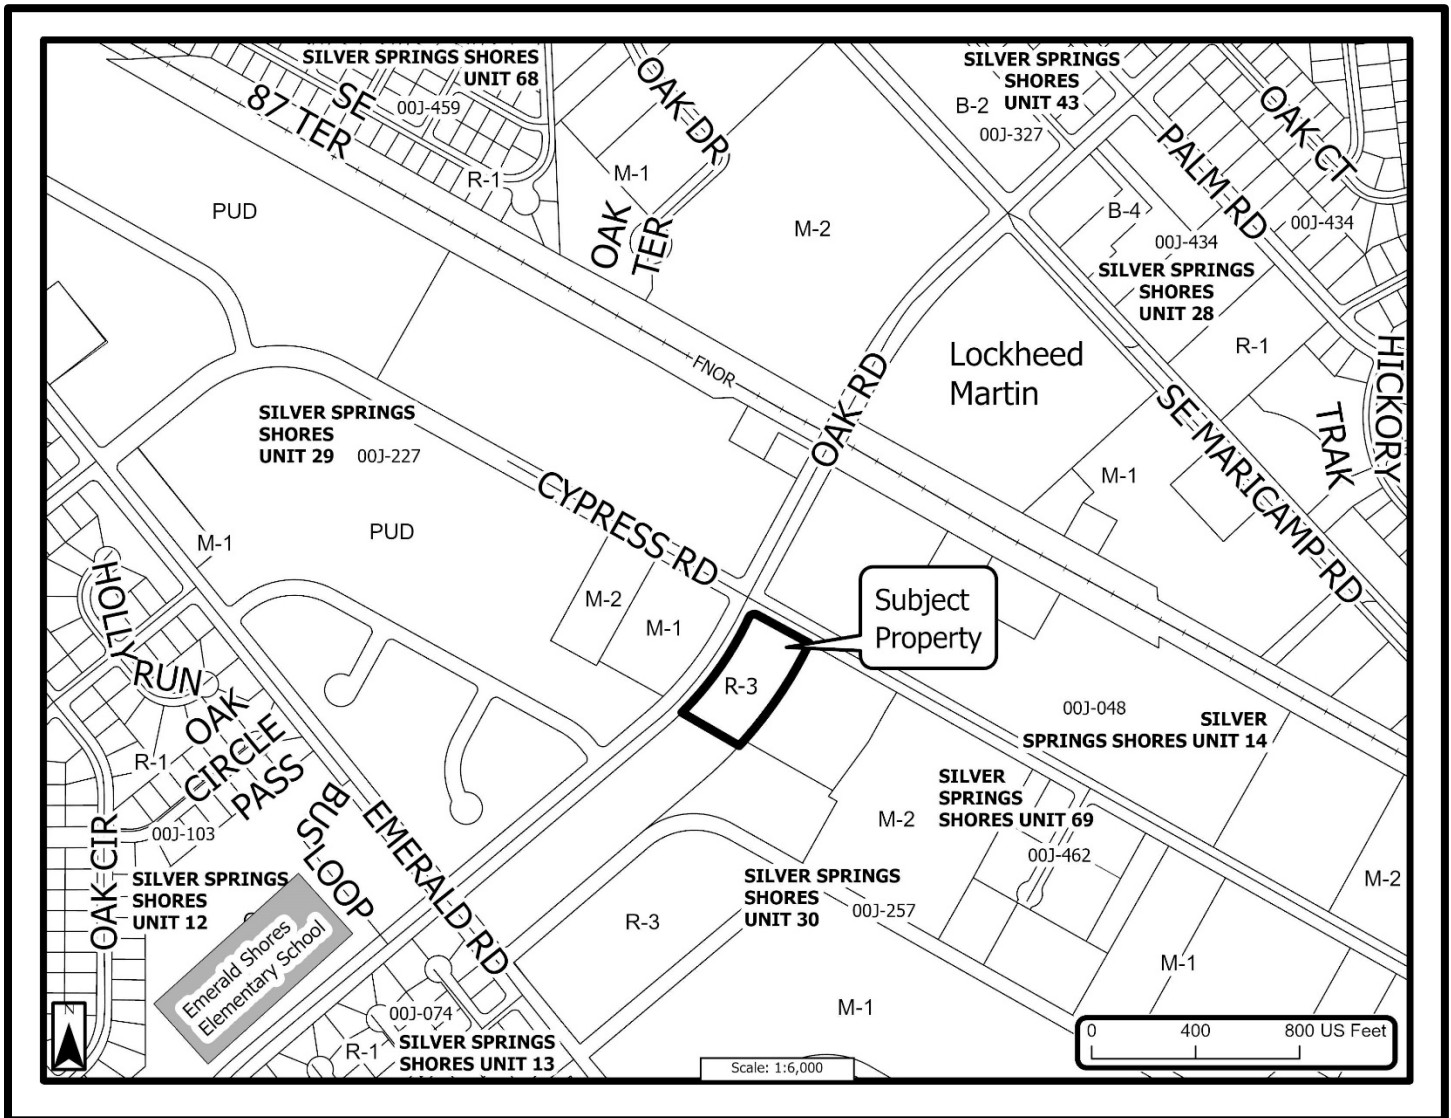 SILVER SPRINGS SHORES
UNIT 68
SE
87 TER
00J-459
R-1
OAK DR
M-1
OAK
TER
SILVER SPRINGS
SHORES
UNIT 43
B-2
00J-327
OAK CT
PALM RD
PUD
M-2
B-4
00J-434
00J-434
SILVER SPRINGS
SHORES
UNIT 28
R-1
HICKORY
TRAK
FNOR
OAK RD
Lockheed
Martin
SE MARICAMP RD
M-1
SILVER SPRINGS
SHORES
UNIT 29
00J-227
CYPRESS RD
PUD
M-1
HOLLY
RUN
M-2
M-1
Subject
Property
R-3
OAK
CIRCLE
PASS
R-1
00J-103
OAK CIR
BUS
LOOP
EMERALD RD
00J-048
SILVER
SPRINGS SHORES UNIT 14
SILVER
SPRINGS
SHORES UNIT 69
M-2
00J-462
M-2
SILVER SPRINGS
SHORES
UNIT 12
SILVER SPRINGS
SHORES
UNIT 30
00J-257
R-3
M-1
Emerald Shores
Elementary School
M-1
00J-074
R-1
SILVER SPRINGS
SHORES UNIT 13
N
Scale: 1:6,000
0 400 800 US Feet